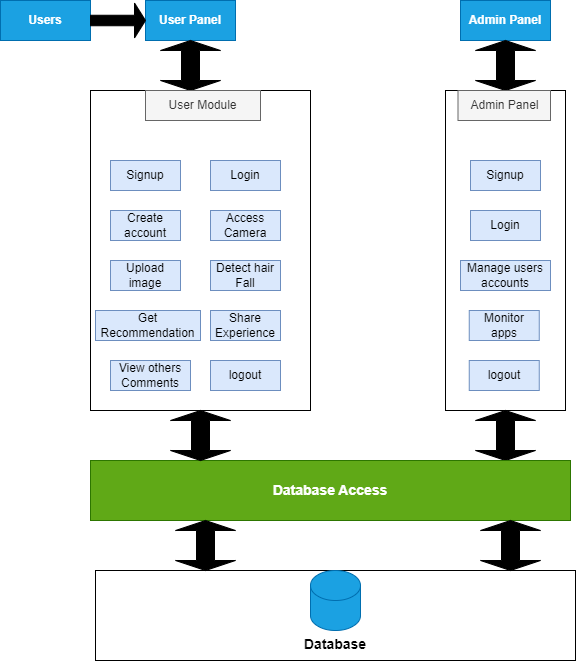 Users
User Panel
Admin Panel
User Module
Admin Panel
Signup
Login
Create
account
Access
Camera
Upload
image
Detect hair
Fall
Get
Recommendation
Share
Experience
View others
Comments
logout
Signup
Login
Manage users
accounts
Monitor
apps
logout
Database Access
Database